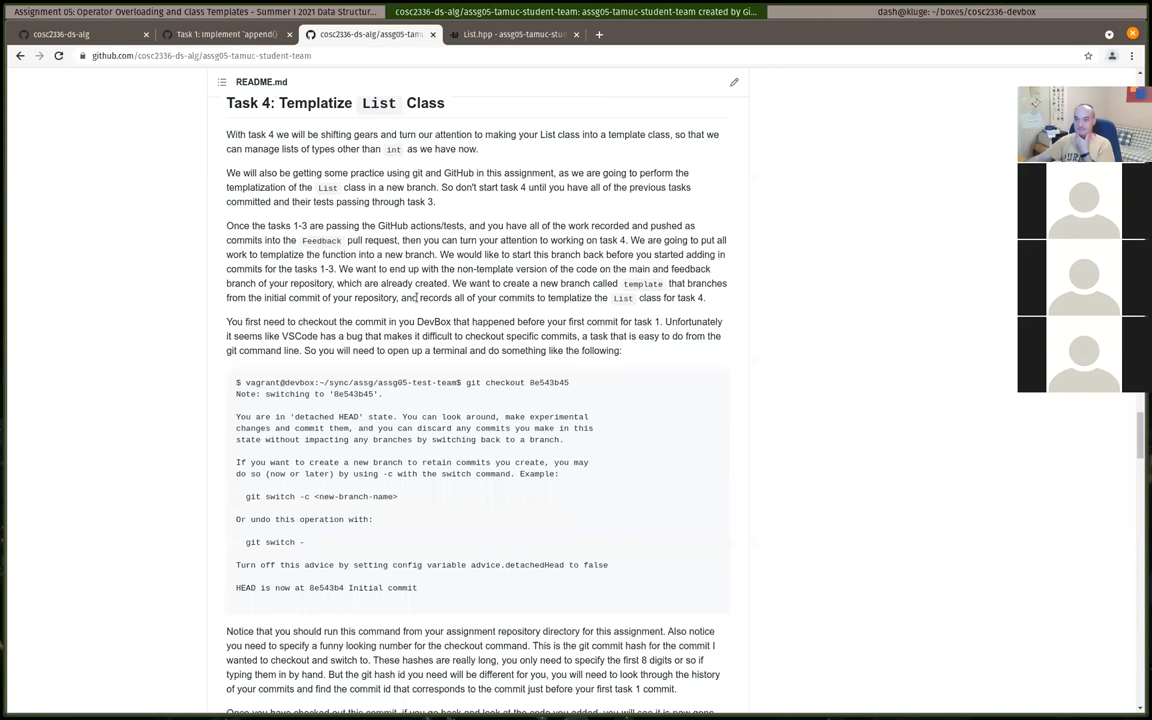 Assignment 05: Operator Overloading and Class Templates - Summer I 2021 Data Structur...
cosc2336-ds-alg/assg05-tamuc-student-team: assg05-tamuc-student-team created by Gi...
dash@kluge: ~/boxes/cosc2336-devbox
cosc2336-ds-alg
Task 1: Implement `append()
cosc2336-ds-alg/assg05-tamu
List.hpp - assg05-tamuc-stud
github.com/cosc2336-ds-alg/assg05-tamuc-student-team
README.md
Task 4: Templatize List Class
With task 4 we will be shifting gears and turn our attention to making your List class into a template class, so that we
can manage lists of types other than int as we have now.
We will also be getting some practice using git and GitHub in this assignment, as we are going to perform the
templatization of the List class in a new branch. So don't start task 4 until you have all of the previous tasks
committed and their tests passing through task 3.
Once the tasks 1-3 are passing the GitHub actions/tests, and you have all of the work recorded and pushed as
commits into the Feedback pull request, then you can turn your attention to working on task 4. We are going to put all
work to templatize the function into a new branch. We would like to start this branch back before you started adding in
commits for the tasks 1-3. We want to end up with the non-template version of the code on the main and feedback
branch of your repository, which are already created. We want to create a new branch called template that branches
from the initial commit of your repository, and records all of your commits to templatize the List class for task 4.
You first need to checkout the commit in you DevBox that happened before your first commit for task 1. Unfortunately
it seems like VSCode has a bug that makes it difficult to checkout specific commits, a task that is easy to do from the
git command line. So you will need to open up a terminal and do something like the following:
$ vagrant@devbox:~/sync/assg/assg05-test-team$ git checkout 8e543b45
Note: switching to '8e543b45'.
You are in 'detached HEAD' state. You can look around, make experimental
changes and commit them, and you can discard any commits you make in this
state without impacting any branches by switching back to a branch.
If you want to create a new branch to retain commits you create, you may
do so (now or later) by using -c with the switch command. Example:
git switch -c <new-branch-name>
Or undo this operation with:
git switch -
Turn off this advice by setting config variable advice.detachedHead to false
HEAD is now at 8e543b4 Initial commit
Notice that you should run this command from your assignment repository directory for this assignment. Also notice
you need to specify a funny looking number for the checkout command. This is the git commit hash for the commit I
wanted to checkout and switch to. These hashes are really long, you only need to specify the first 8 digits or so if
typing them in by hand. But the git hash id you need will be different for you, you will need to look through the history
of your commits and find the commit id that corresponds to the commit just before your first task 1 commit.
Once you have checked out this commit, if you go back and look at the code you added, you will see it is now gone